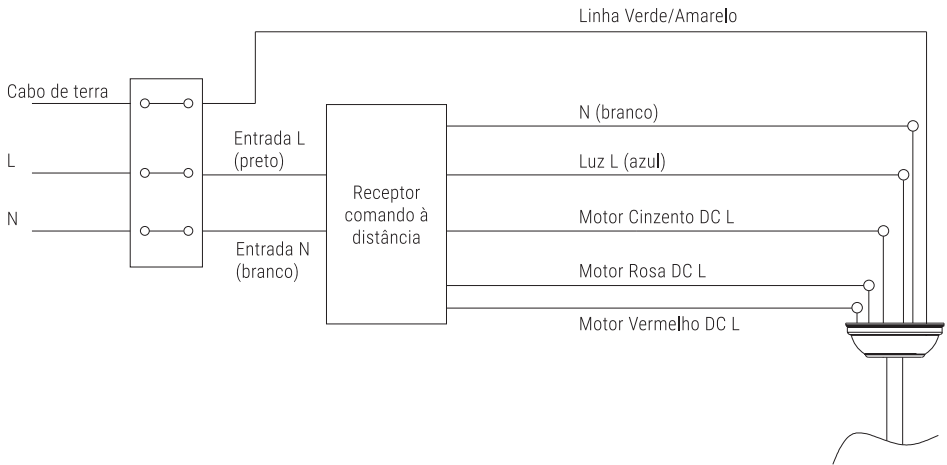 Linha Verde/Amarelo
Cabo de terra
N (branco)
Entrada L
(preto)
L
Luz L (azul)
Receptor
comando à
distância
N
Motor Cinzento DC L
Entrada N
(branco)
Motor Rosa DC L
Motor Vermelho DC L